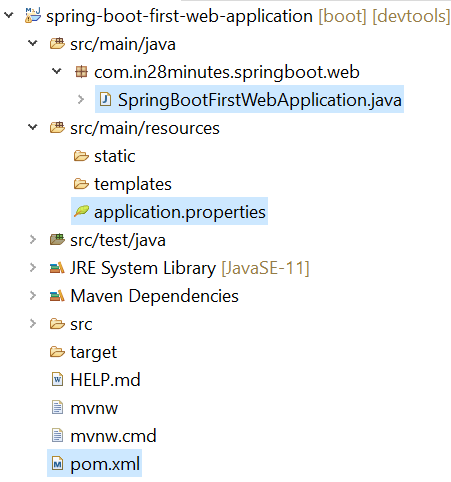 spring-boot-first-web-application [boot] [devtools]
src/main/java
com.in28minutes.springboot.web
SpringBootFirstWebApplication.java
src/main/resources
static
templates
application.properties
src/test/java
JRE System Library [JavaSE-11]
Maven Dependencies
src
target
HELP.md
mvnw
mvnw.cmd
pom.xml